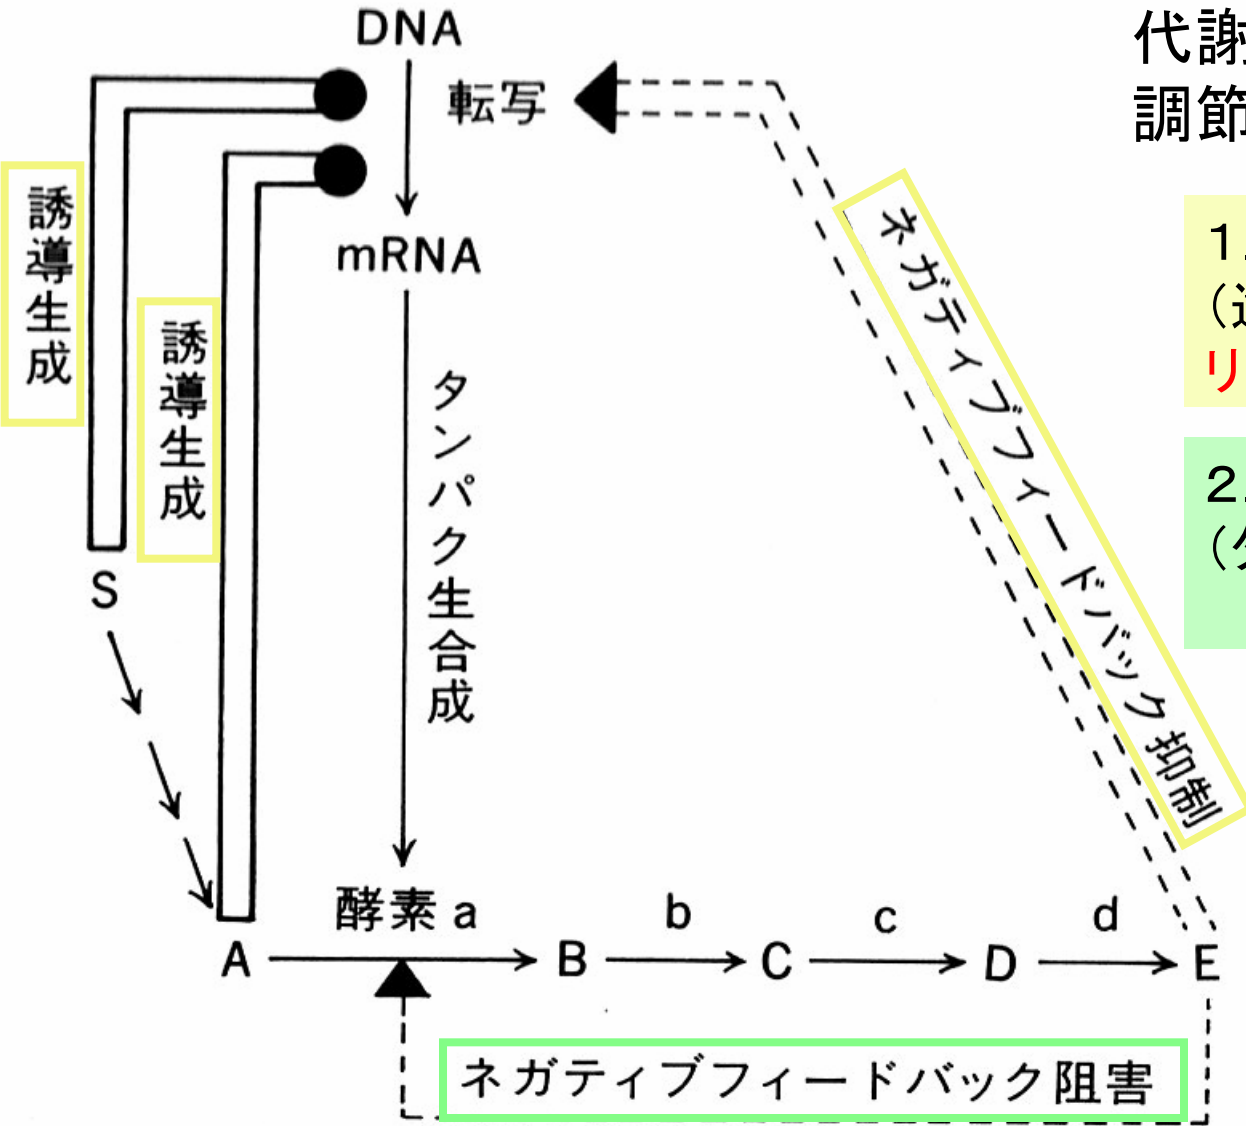 DNA
転写
mRNA
タンパク生合成
誘導生成
誘導生成
S
酵素 a
b
c
d
A
B
C
D
E
ネガティブフィードバック抑制
ネガティブフィードバック阻害
代謝
調節
1.
リ
2.